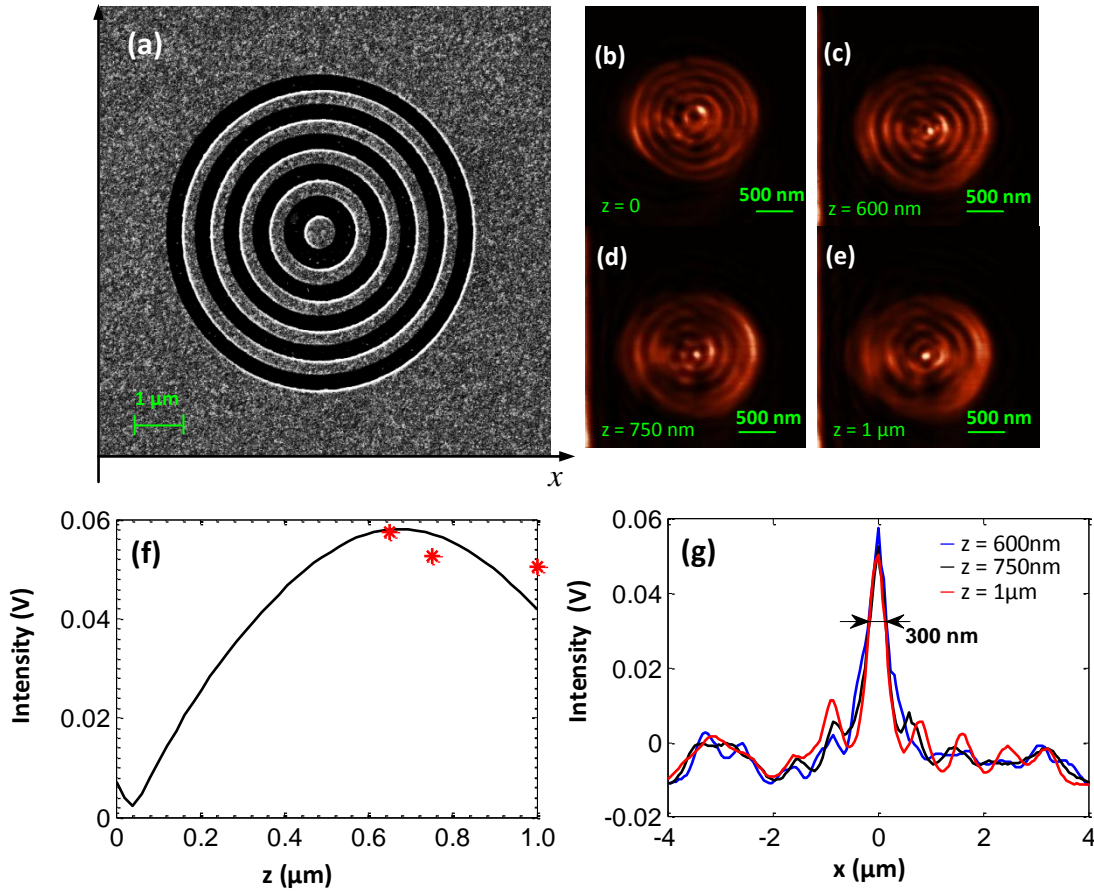 (a)
1 μm
x
(b)
500 nm
z = 0
(c)
500 nm
z = 600 nm
(d)
500 nm
z = 750 nm
(e)
500 nm
z = 1 μm
(f)
0.06
0.04
0.02
0
0 0.2 0.4 0.6 0.8 1.0
Intensity (V)
z (μm)
(g)
z = 600nm
z = 750nm
z = 1μm
300 nm
0.06
0.04
0.02
0
-0.02
-4 -2 0 2 4
Intensity (V)
x (μm)